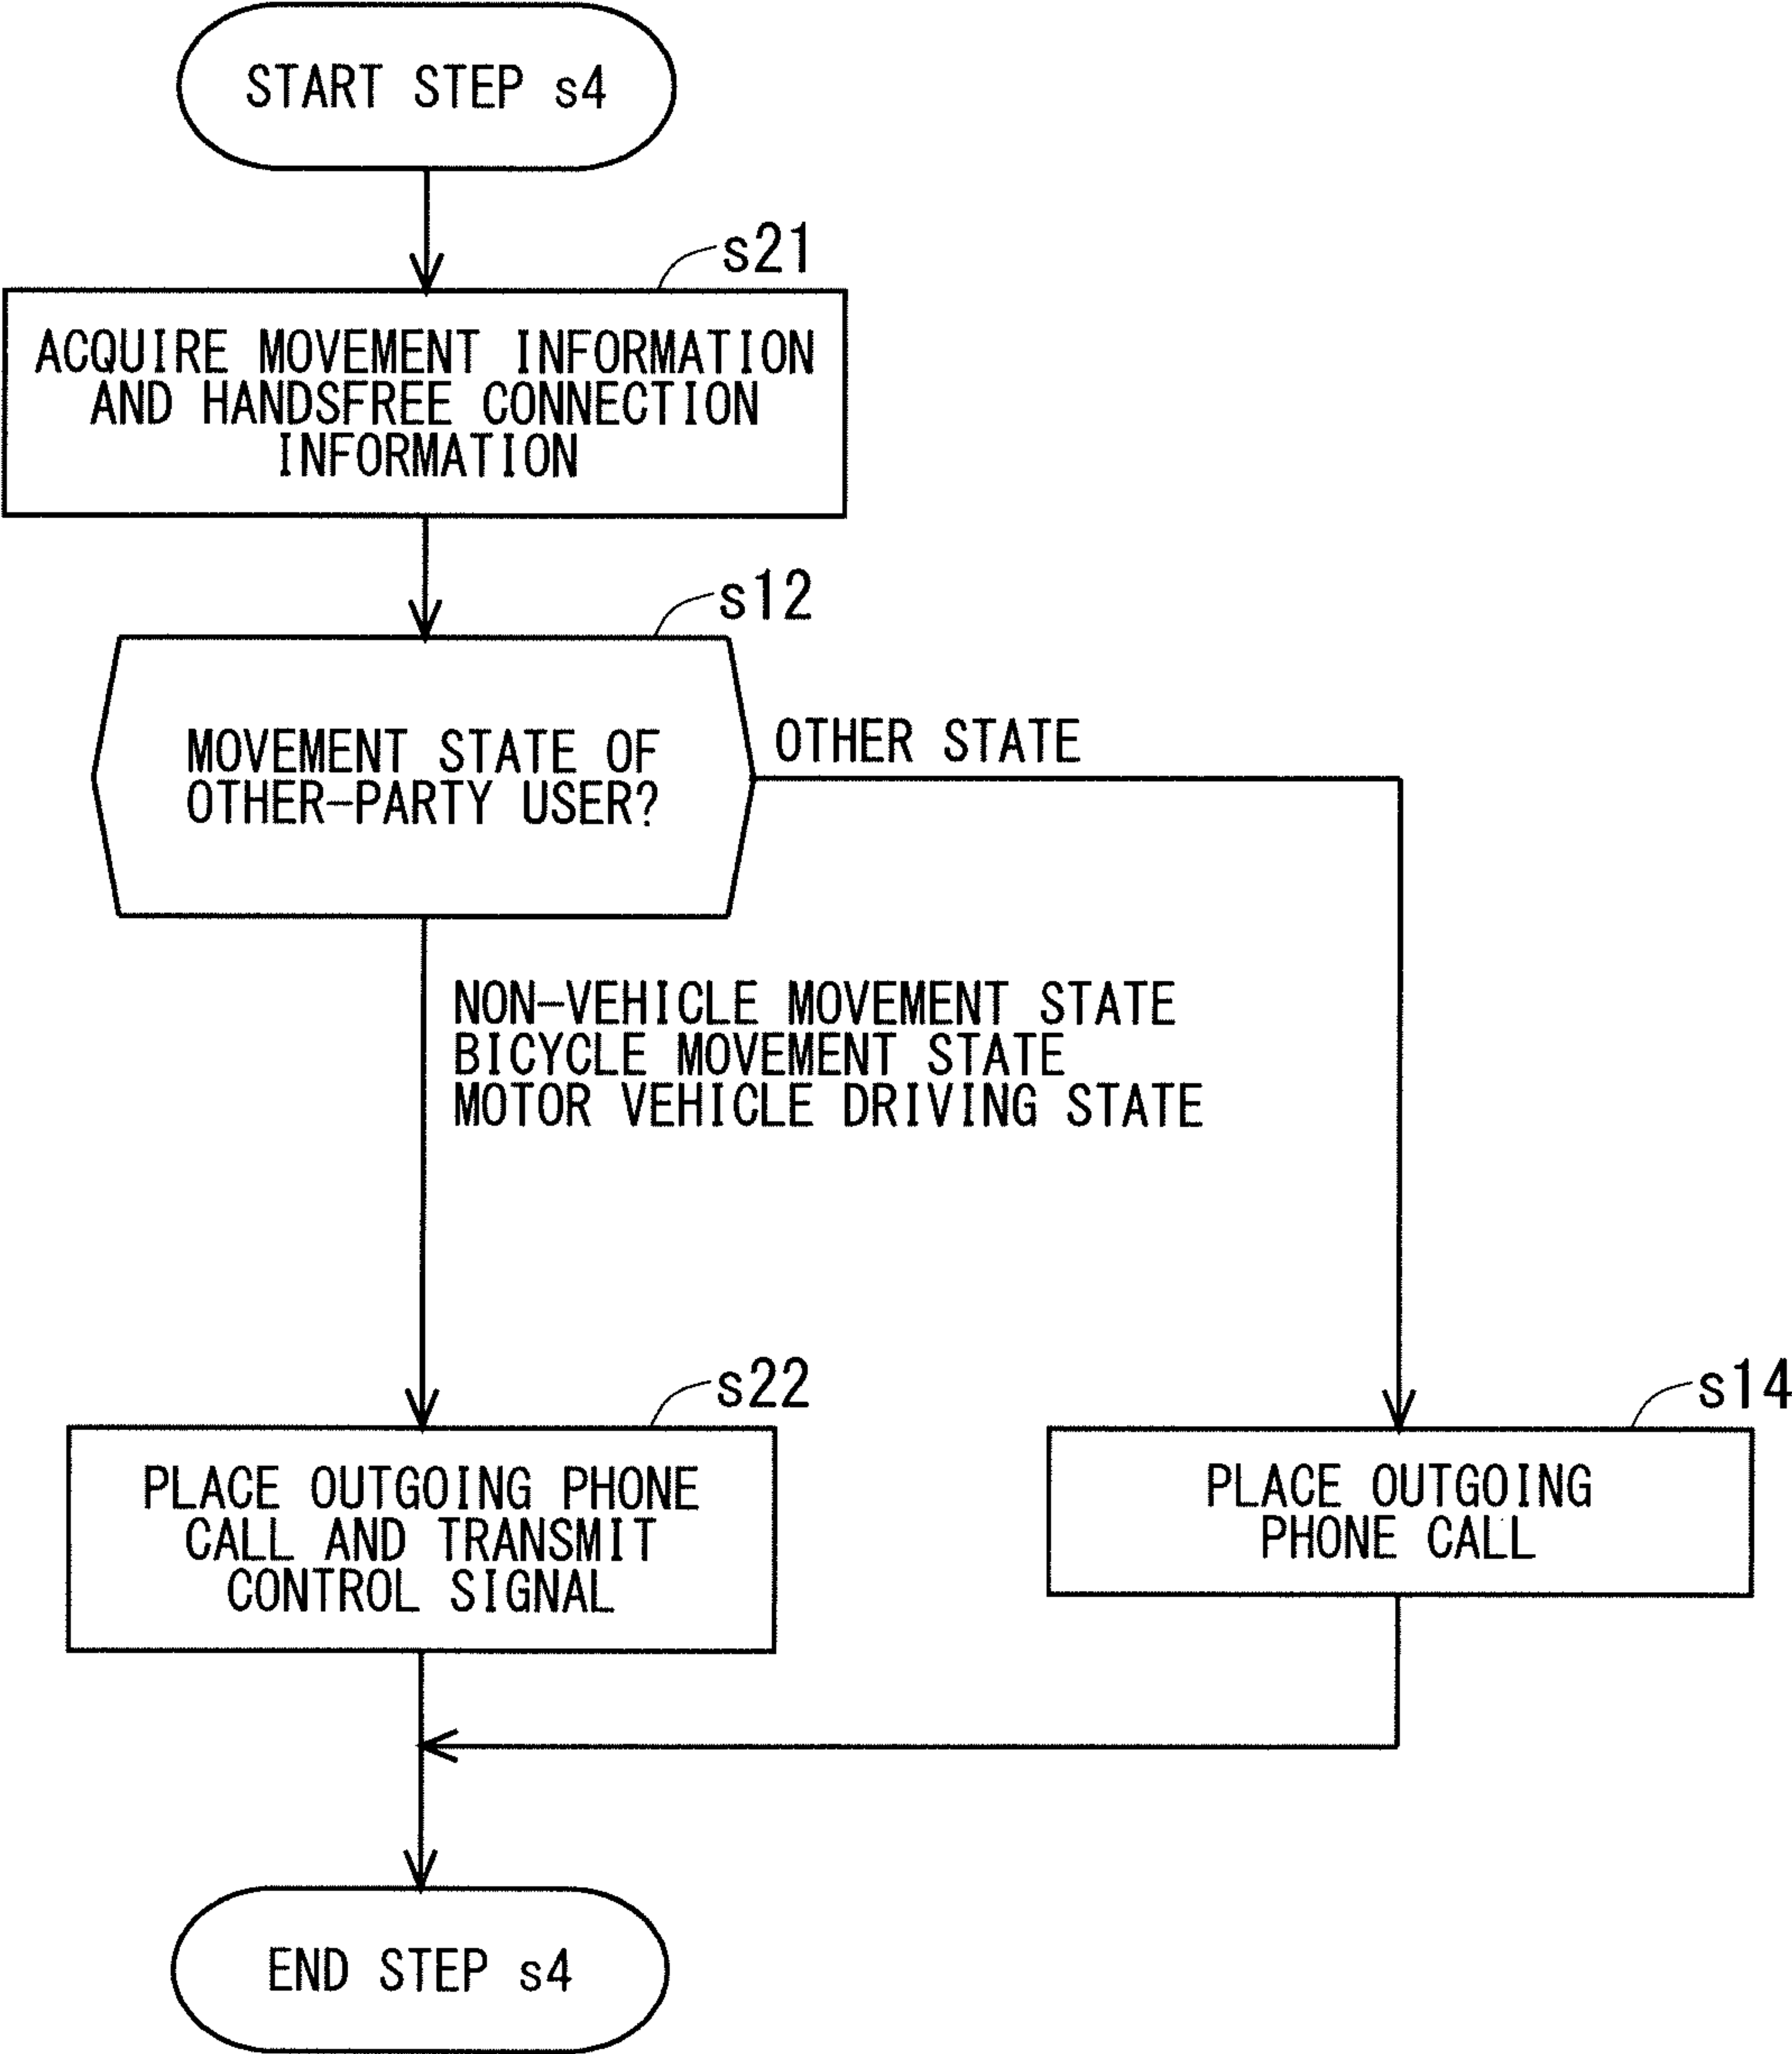 START STEP s4
s21
ACQUIRE MOVEMENT INFORMATION
AND HANDSFREE CONNECTION
INFORMATION
s12
MOVEMENT STATE OF
OTHER-PARTY USER?
OTHER STATE
NON-VEHICLE MOVEMENT STATE
BICYCLE MOVEMENT STATE
MOTOR VEHICLE DRIVING STATE
s22
PLACE OUTGOING PHONE
CALL AND TRANSMIT
CONTROL SIGNAL
s14
PLACE OUTGOING
PHONE CALL
END STEP s4